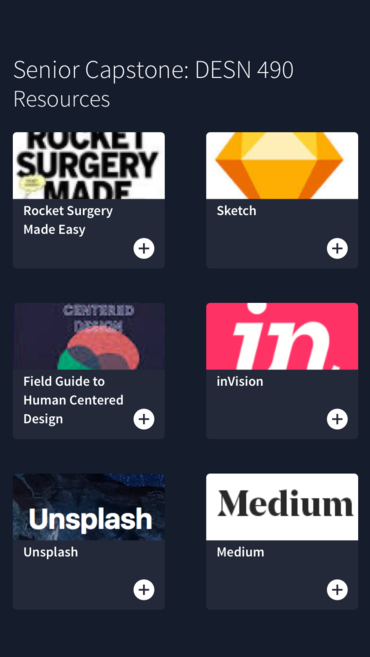 Senior Capstone: DESN 490
Resources
ROCKET
SURGERY
MADE
Rocket Surgery
Made Easy
Sketch
CENTERED
DESIGN
Field Guide to
Human Centered
Design
in
inVision
Unsplash
Unsplash
Medium
Medium